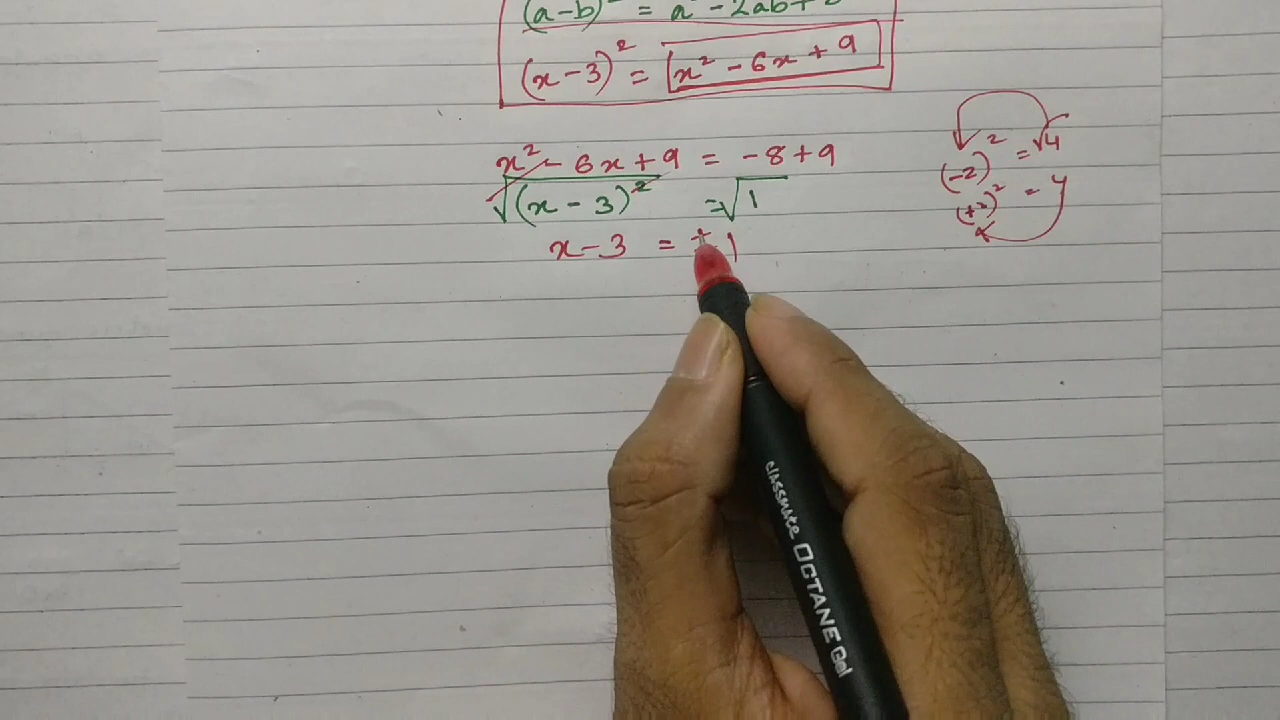 (a-b)² = a² - 2ab +
(x-3)² = x² - 6x + 9
x² - 6x + 9 = -8 + 9
√(x-3)² = √1
x-3 = ±1
(-2)² = √4
(+2)² = 4
classmate OCTANE Gel